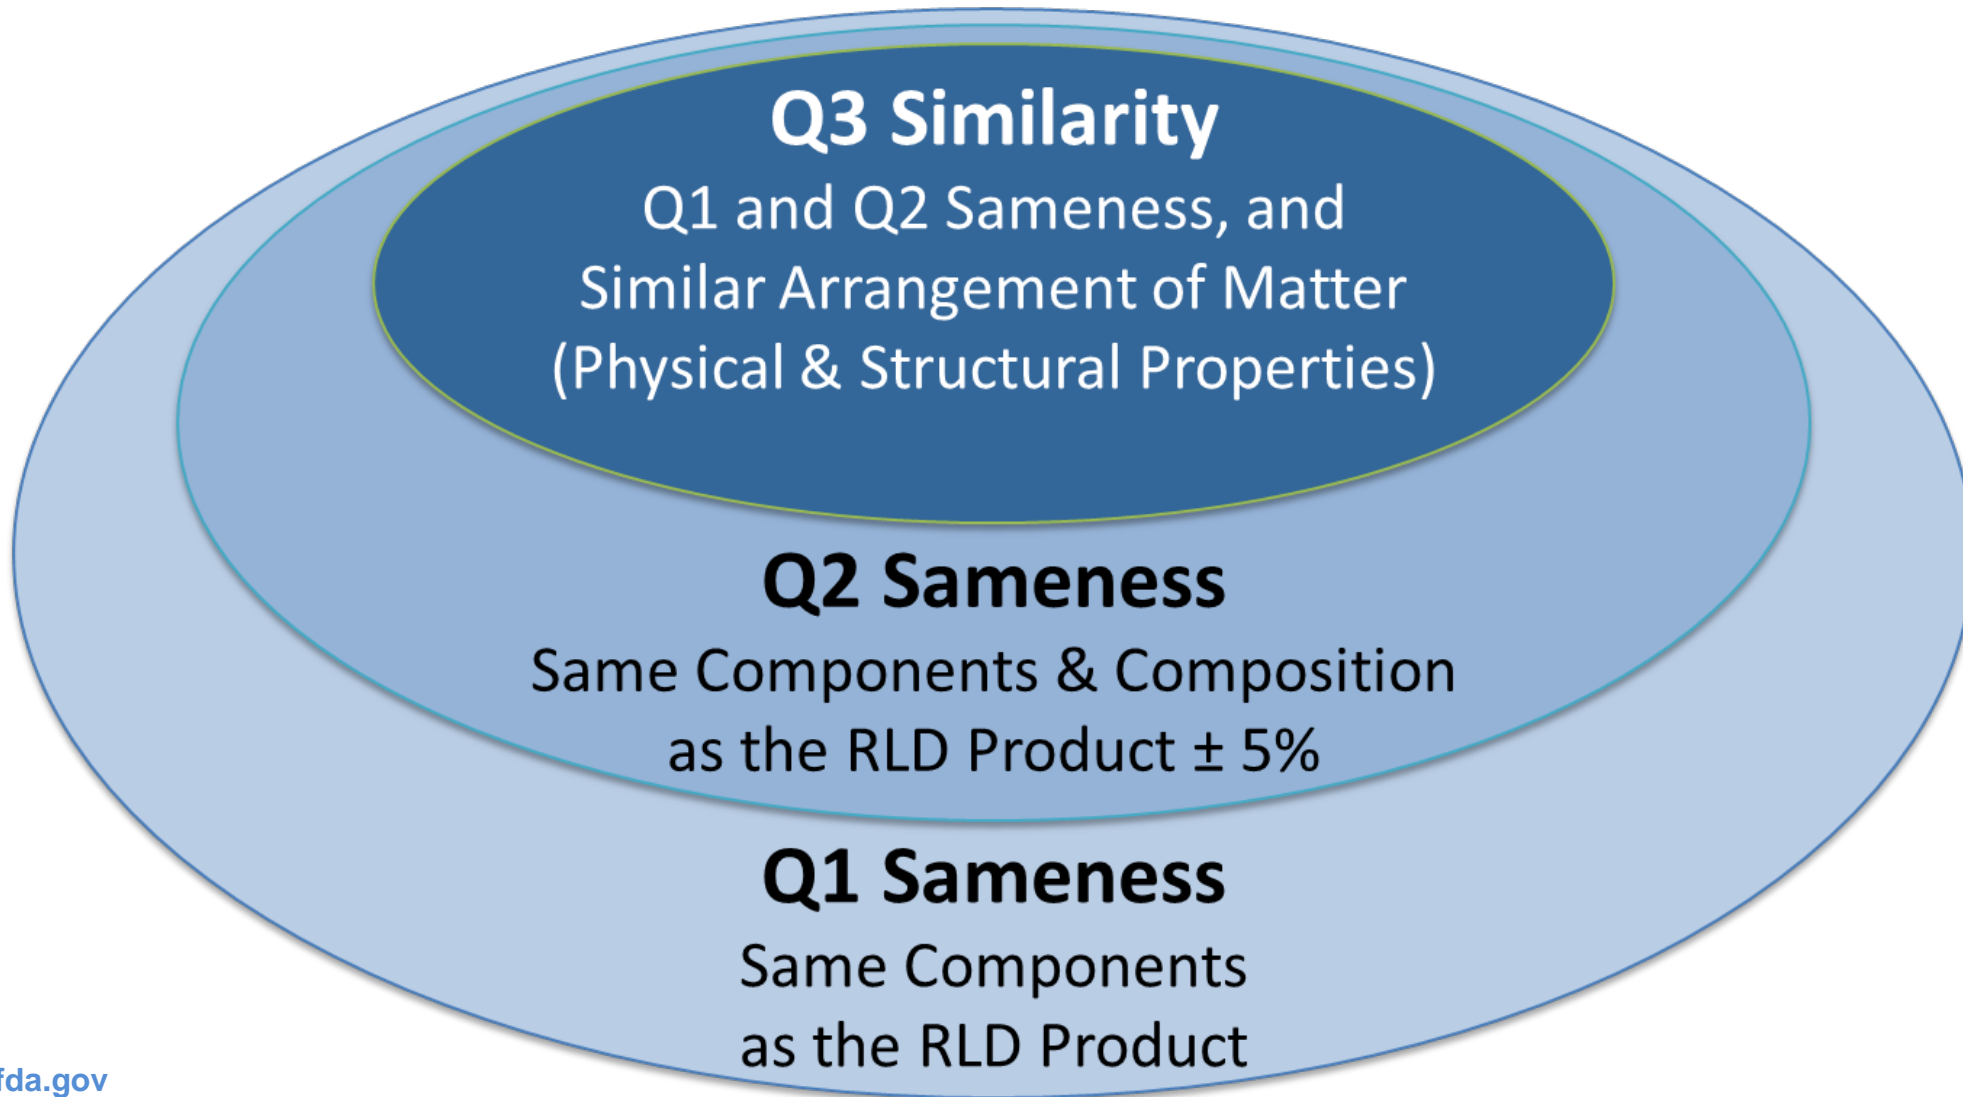 Q3 Similarity
Q1 and Q2 Sameness, and
Similar Arrangement of Matter
(Physical & Structural Properties)
Q2 Sameness
Same Components & Composition
as the RLD Product ± 5%
Q1 Sameness
Same Components
as the RLD Product
fda.gov